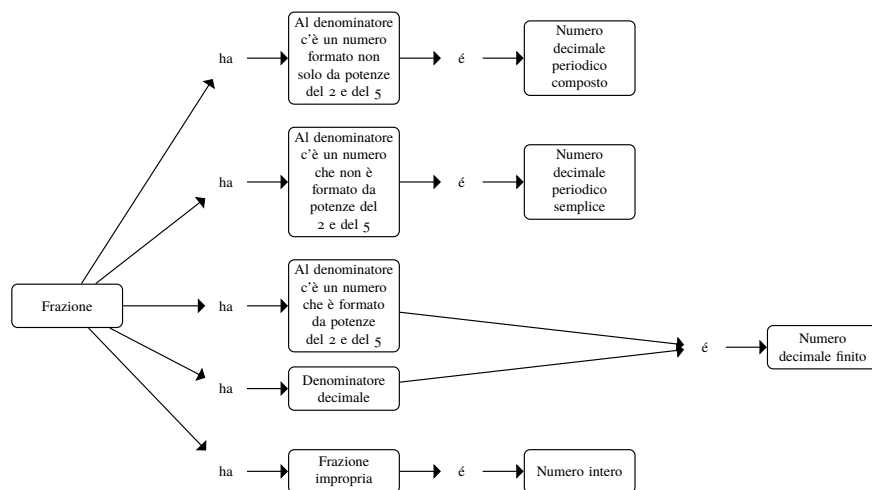 ha
Al denominatore
c'è un numero
formato non
solo da potenze
del 2 e del 5
é
Numero
decimale
periodico
composto
ha
Al denominatore
c'è un numero
che non è
formato da
potenze del
2 e del 5
é
Numero
decimale
periodico
semplice
Frazione
ha
Al denominatore
c'è un numero
che è formato
da potenze
del 2 e del 5
é
Numero
decimale finito
ha
Denominatore
decimale
ha
Frazione
impropria
é
Numero intero